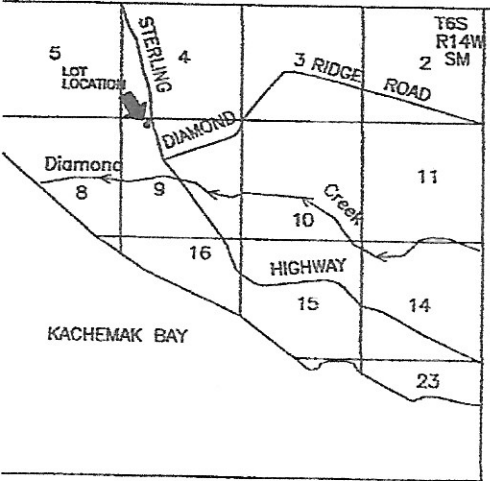 T6S
R14W
SM
5
4
3
2
STERLING
LOT
LOCATION
RIDGE
ROAD
DIAMOND
Diamond
8
9
Creek
10
11
16
HIGHWAY
15
14
KACHEMAK BAY
23